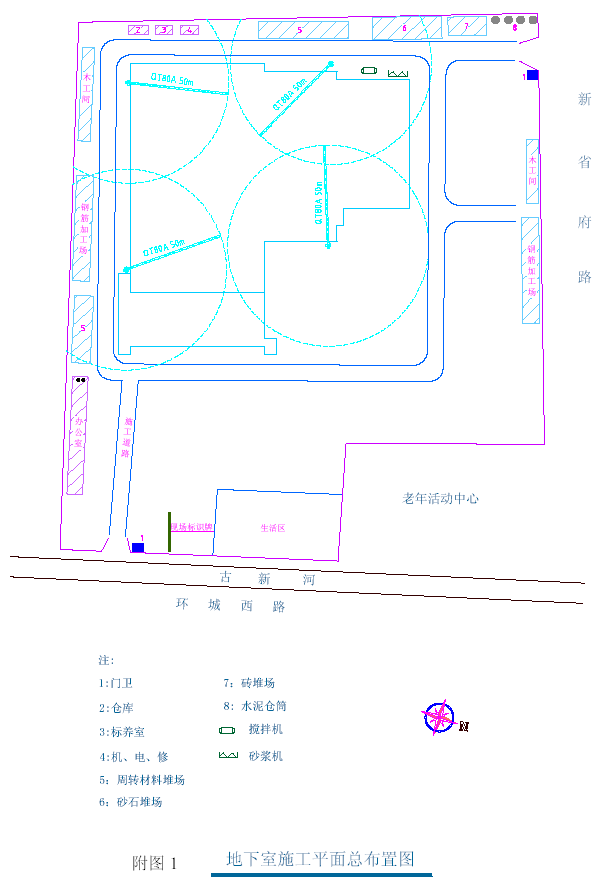 2 3 4 5 6 7 8
木工间
QT80A 50m
QT80A 50m
1
新省府路
木工间
QT80A 50m
钢筋加工场
QT80A 50m
钢筋加工场
5
办公室
施工道路
老年活动中心
现场标识牌
生活区
1
古新河
环城西路
注:
1:门卫
7: 砖堆场
2:仓库
8: 水泥仓筒
3:标养室
搅拌机
4:机、电、修
砂浆机
5: 周转材料堆场
6: 砂石堆场
N
附图 1
地下室施工平面总布置图